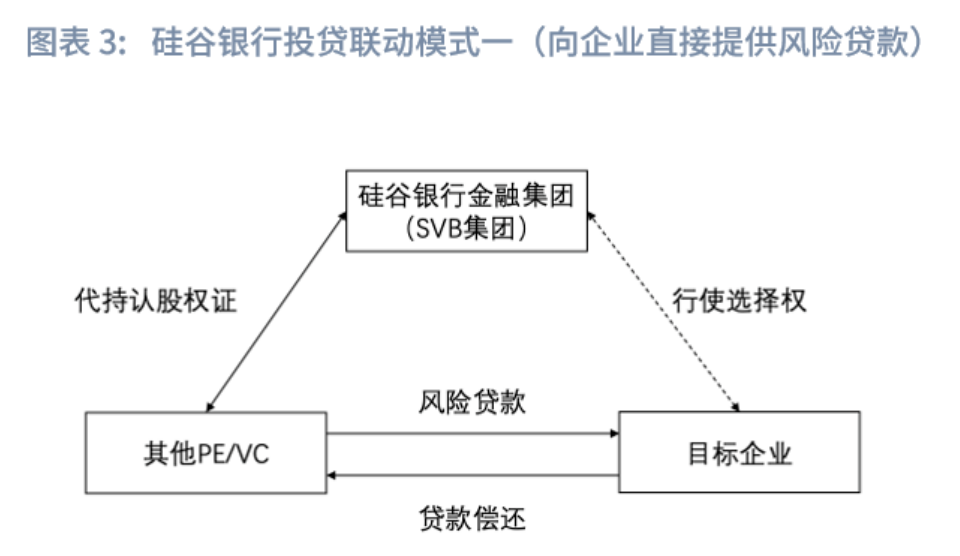 图表 3: 硅谷银行投贷联动模式一（向企业直接提供风险贷款）
硅谷银行金融集团
（SVB集团）
代持认股权证
行使选择权
风险贷款
其他PE/VC
目标企业
贷款偿还